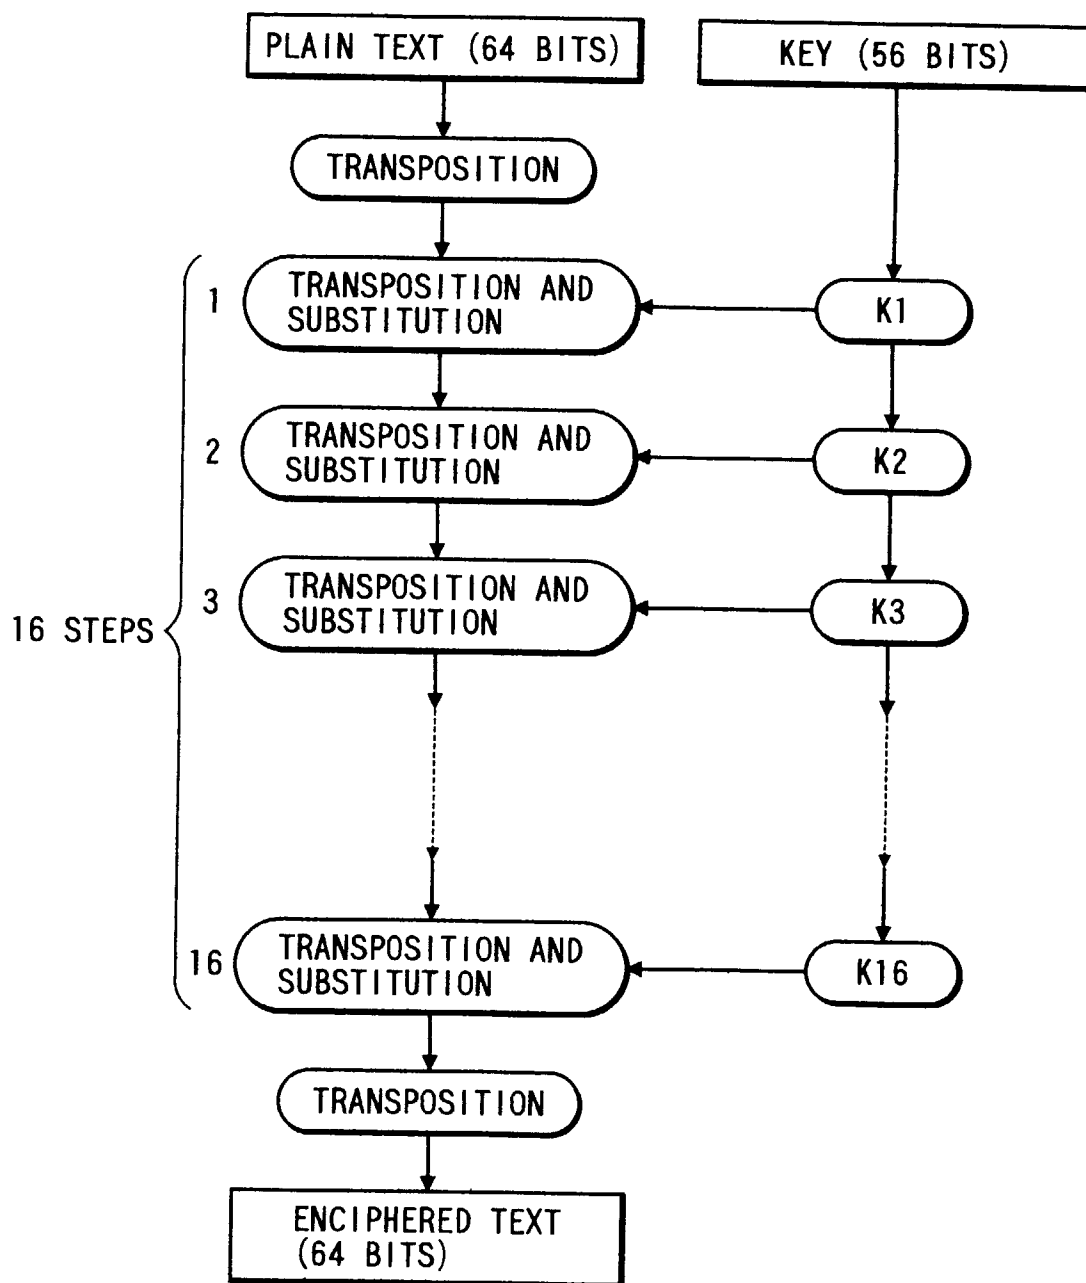 PLAIN TEXT (64 BITS)
KEY (56 BITS)
TRANSPOSITION
1
TRANSPOSITION AND
SUBSTITUTION
K1
2
TRANSPOSITION AND
SUBSTITUTION
K2
3
TRANSPOSITION AND
SUBSTITUTION
K3
16 STEPS
16
TRANSPOSITION AND
SUBSTITUTION
K16
TRANSPOSITION
ENCIPHERED TEXT
(64 BITS)